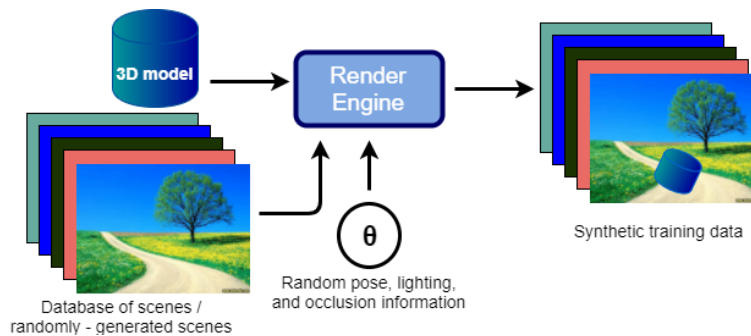 3D model
Render
Engine
θ
Synthetic training data
Random pose, lighting,
and occlusion information
Database of scenes /
randomly - generated scenes